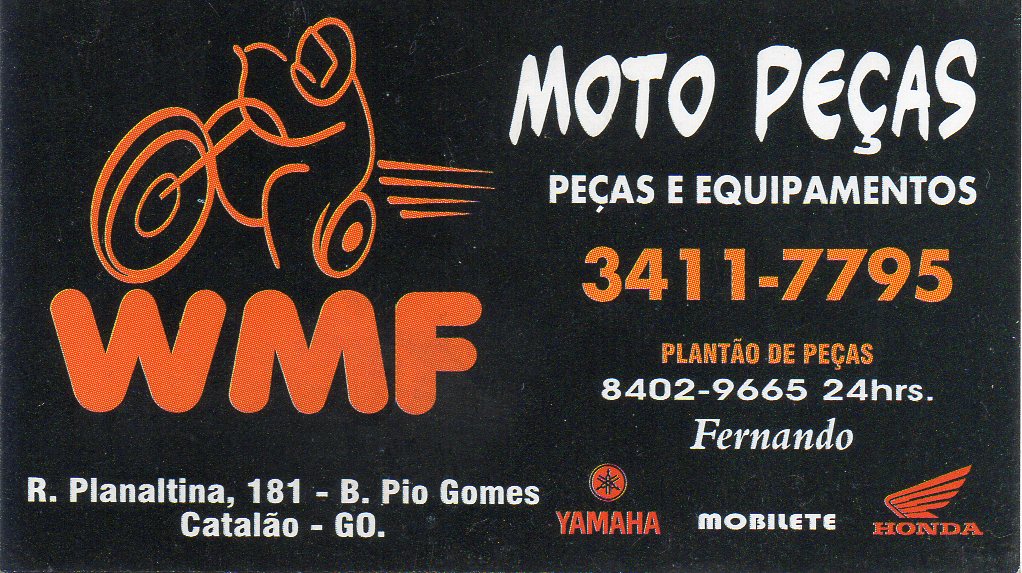 WMF
R. Planaltina, 181 - B. Pio Gomes
Catalão - GO.
MOTO PEÇAS
PEÇAS E EQUIPAMENTOS
3411-7795
PLANTÃO DE PEÇAS
8402-9665 24hrs.
Fernando
YAMAHA
MOBILETE
HONDA